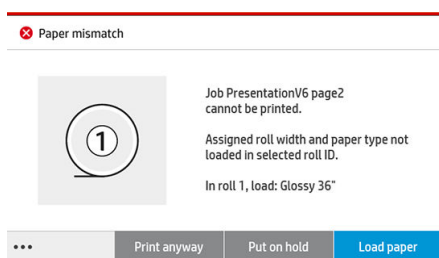 Paper mismatch
Job PresentationV6 page2
cannot be printed.
Assigned roll width and paper type not
loaded in selected roll ID.
In roll 1, load: Glossy 36"
1
Print anyway
Put on hold
Load paper